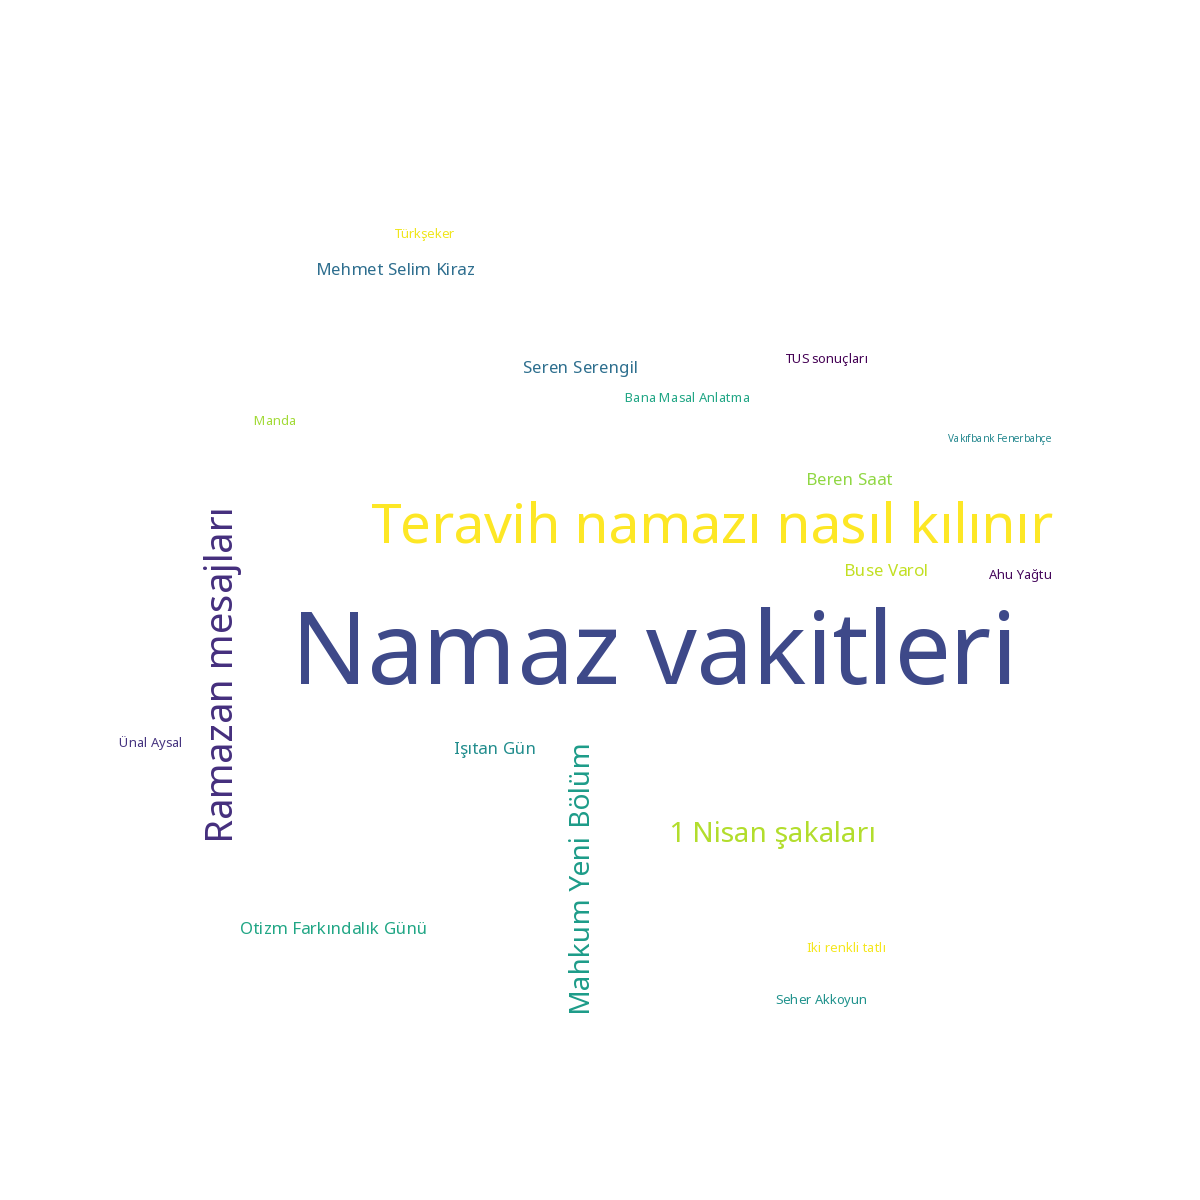 Türkşeker
Mehmet Selim Kiraz
TUS sonuçları
Seren Serengil
Bana Masal Anlatma
Manda
Vakıfbank Fenerbahçe
Beren Saat
Teravih namazı nasıl kılınır
Buse Varol
Ahu Yağtu
Namaz vakitleri
Ramazan mesajları
Ünal Aysal
Işıtan Gün
Mahkum Yeni Bölüm
1 Nisan şakaları
Otizm Farkındalık Günü
Iki renkli tatlı
Seher Akkoyun